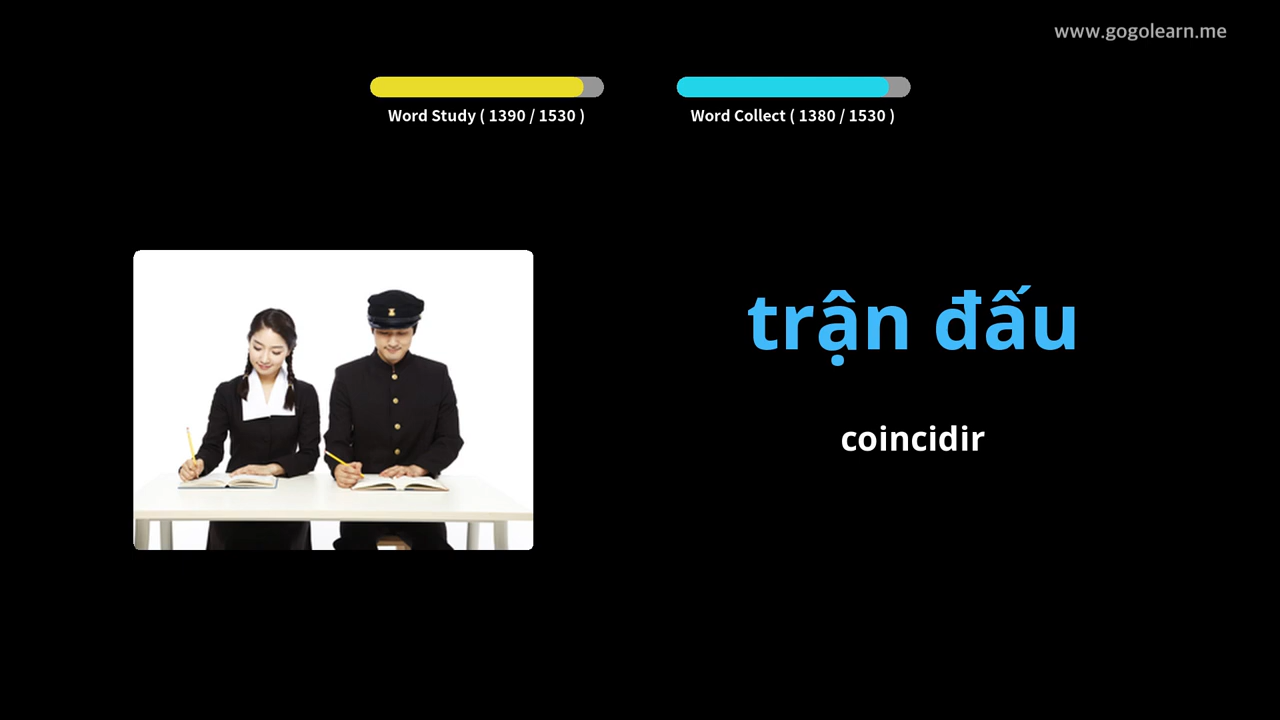 www.gogolearn.me
Word Study ( 1390 / 1530 )
Word Collect ( 1380 / 1530 )
trận đấu
coincidir